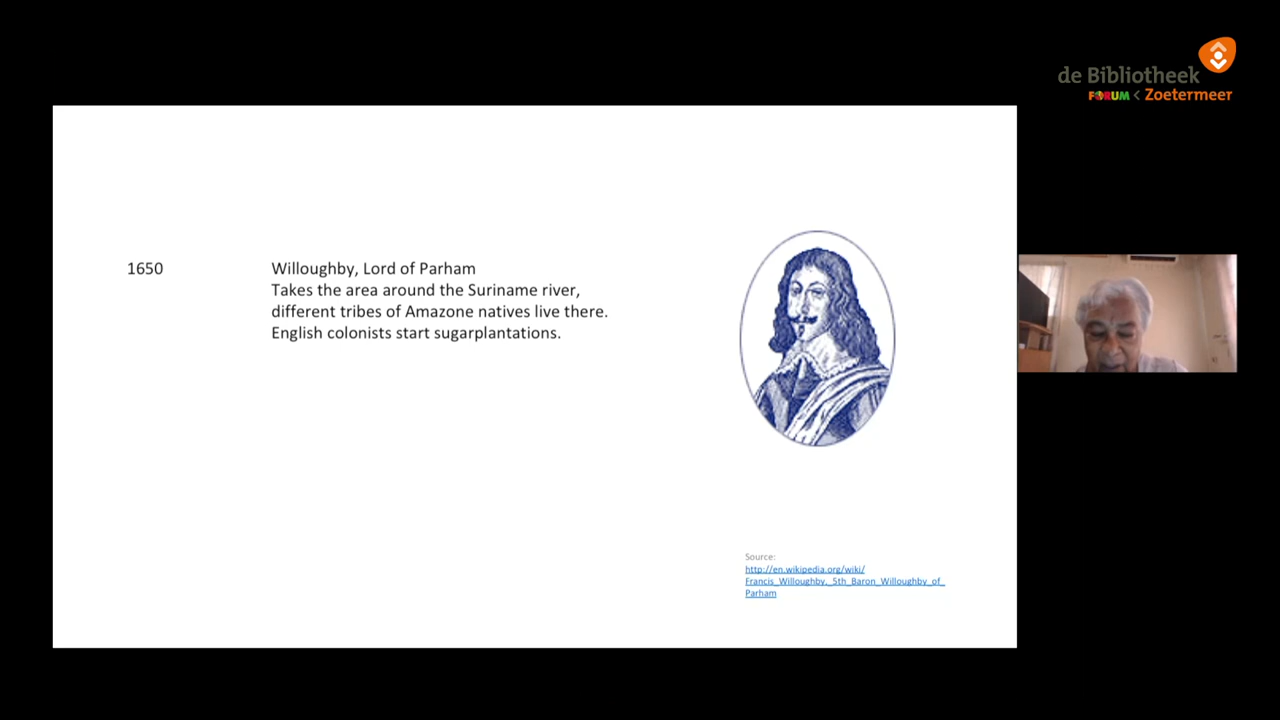 de Bibliotheek
FORUM < Zoetermeer
1650
Willoughby, Lord of Parham
Takes the area around the Suriname river,
different tribes of Amazone natives live there.
English colonists start sugarplantations.
Source:
http://en.wikipedia.org/wiki/
Francis_Willoughby,_5th_Baron_Willoughby_of_
Parham